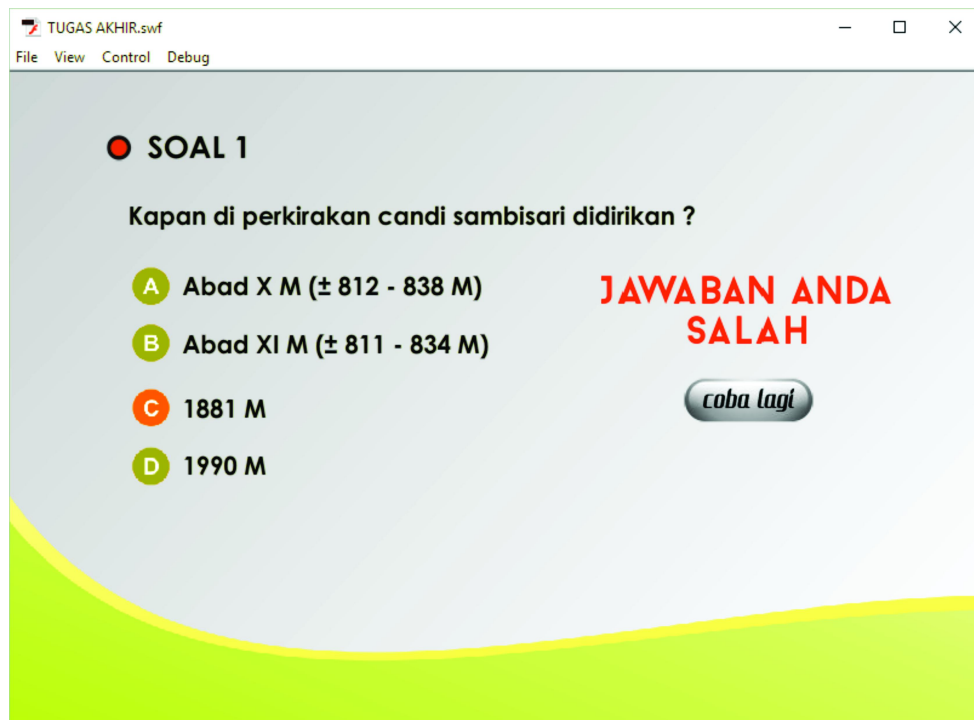 TUGAS AKHIR.swf
File View Control Debug
SOAL 1
Kapan di perkirakan candi sambisari didirikan ?
A Abad X M (± 812 - 838 M)
B Abad XI M (± 811 - 834 M)
C 1881 M
D 1990 M
JAWABAN ANDA
SALAH
coba lagi